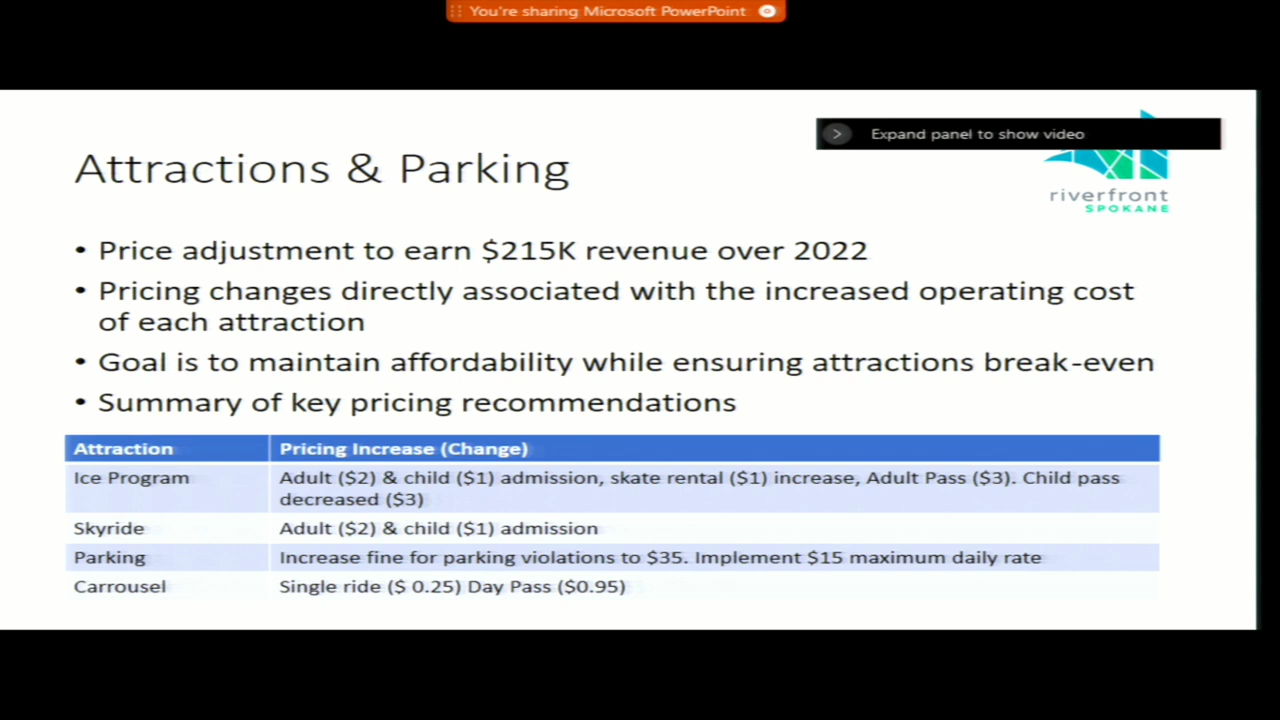 You're sharing Microsoft PowerPoint
Expand panel to show video
Attractions & Parking
riverfront
SPOKANE
• Price adjustment to earn $215K revenue over 2022
• Pricing changes directly associated with the increased operating cost
of each attraction
• Goal is to maintain affordability while ensuring attractions break-even
• Summary of key pricing recommendations
Attraction Pricing Increase (Change)
Ice Program Adult ($2) & child ($1) admission, skate rental ($1) increase, Adult Pass ($3). Child pass
decreased ($3)
Skyride Adult ($2) & child ($1) admission
Parking Increase fine for parking violations to $35. Implement $15 maximum daily rate
Carrousel Single ride ($ 0.25) Day Pass ($0.95)